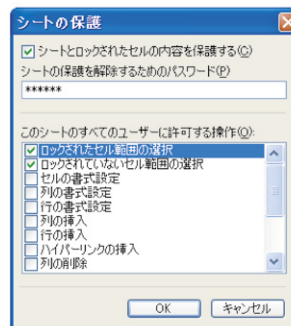 シートの保護
シートとロックされたセルの内容を保護する(C)
シートの保護を解除するためのパスワード(P)
******
このシートのすべてのユーザーに許可する操作(O):
ロックされたセル範囲の選択
ロックされていないセル範囲の選択
セルの書式設定
列の書式設定
行の書式設定
列の挿入
行の挿入
ハイパーリンクの挿入
列の削除
OK キャンセル